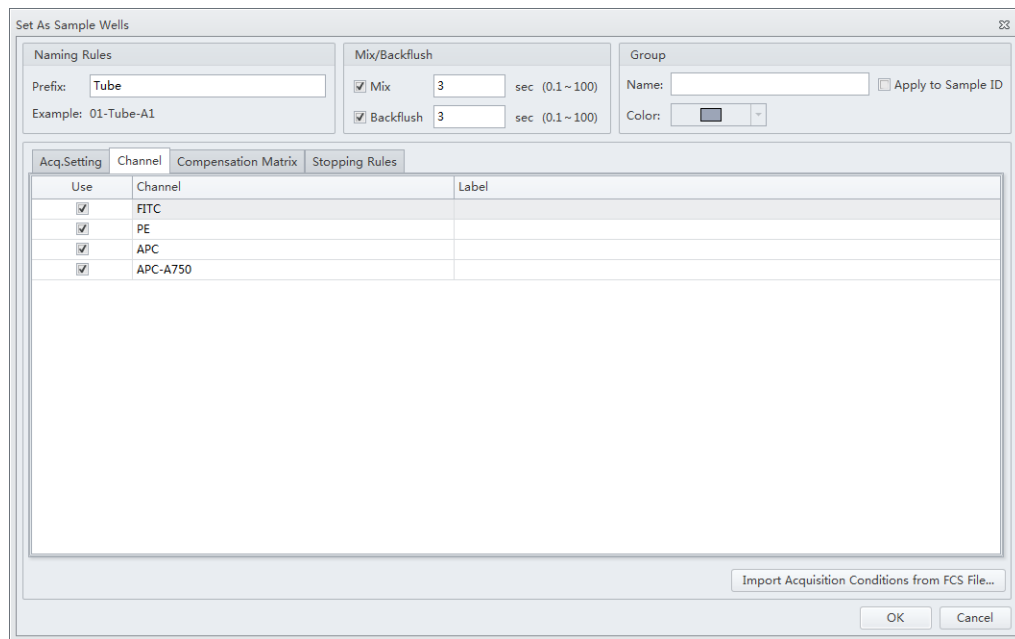 Set As Sample Wells
Naming Rules
Prefix: Tube
Example: 01-Tube-A1
Mix/Backflush
Mix 3 sec (0.1 ~ 100)
Backflush 3 sec (0.1 ~ 100)
Group
Name: Apply to Sample ID
Color:
Acq.Setting Channel Compensation Matrix Stopping Rules
Use Channel Label
FITC
PE
APC
APC-A750
Import Acquisition Conditions from FCS File...
OK Cancel